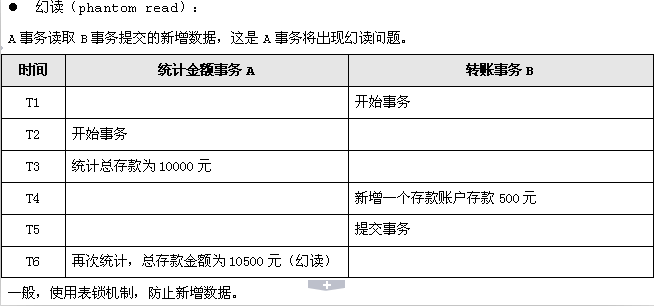 ● 幻读（phantom read）：
A 事务读取 B 事务提交的新增数据，这是 A 事务将出现幻读问题。
时间 统计金额事务 A 转账事务 B
T1 开始事务
T2 开始事务
T3 统计总存款为 10000 元
T4 新增一个存款账户存款 500 元
T5 提交事务
T6 再次统计，总存款金额为 10500 元（幻读）
一般，使用表锁机制，防止新增数据。